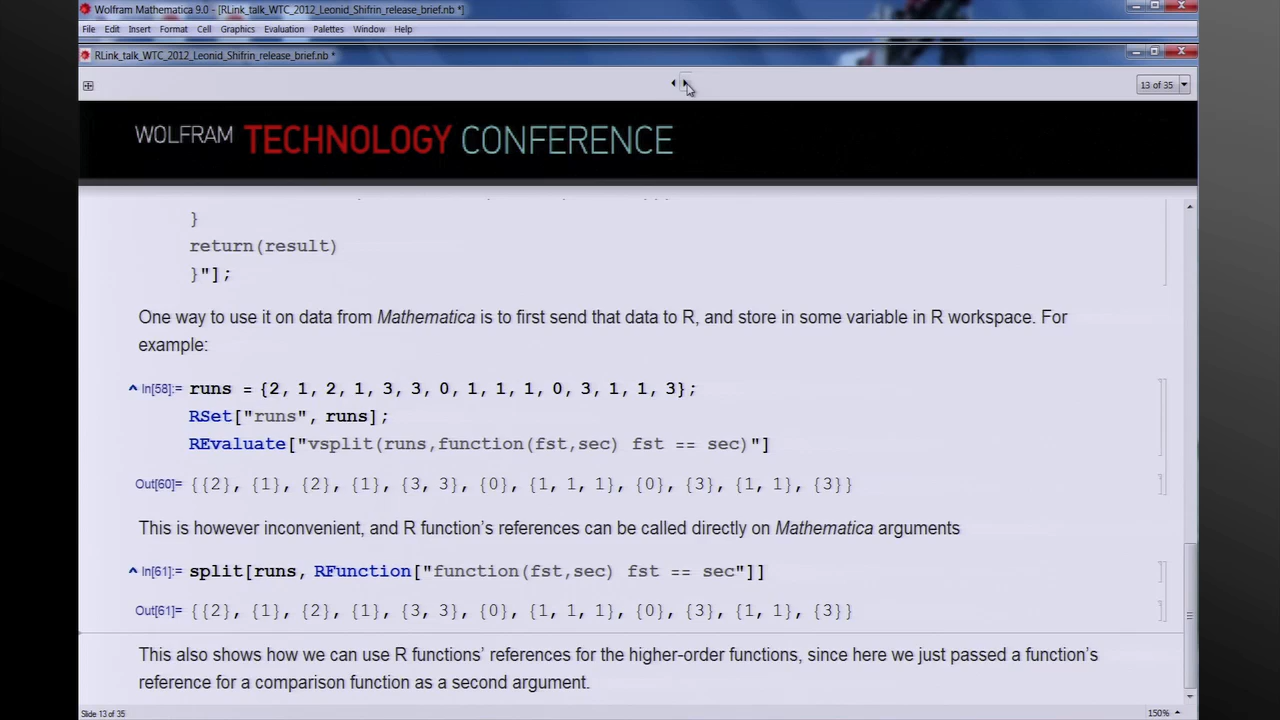 Wolfram Mathematica 9.0 - [RLink_talk_WTC_2012_Leonid_Shifrin_release_brief.nb *]
File Edit Insert Format Cell Graphics Evaluation Palettes Window Help
RLink_talk_WTC_2012_Leonid_Shifrin_release_brief.nb *
13 of 35
WOLFRAM TECHNOLOGY CONFERENCE
}
return(result)
}"];
One way to use it on data from Mathematica is to first send that data to R, and store in some variable in R workspace. For
example:
In[58]:= runs = {2, 1, 2, 1, 3, 3, 0, 1, 1, 1, 0, 3, 1, 1, 3};
RSet["runs", runs];
REvaluate["vsplit(runs,function(fst,sec) fst == sec)"]
Out[60]= {{2}, {1}, {2}, {1}, {3, 3}, {0}, {1, 1, 1}, {0}, {3}, {1, 1}, {3}}
This is however inconvenient, and R function's references can be called directly on Mathematica arguments
In[61]:= split[runs, RFunction["function(fst,sec) fst == sec"]]
Out[61]= {{2}, {1}, {2}, {1}, {3, 3}, {0}, {1, 1, 1}, {0}, {3}, {1, 1}, {3}}
This also shows how we can use R functions' references for the higher-order functions, since here we just passed a function's
reference for a comparison function as a second argument.
Slide 13 of 35
150%